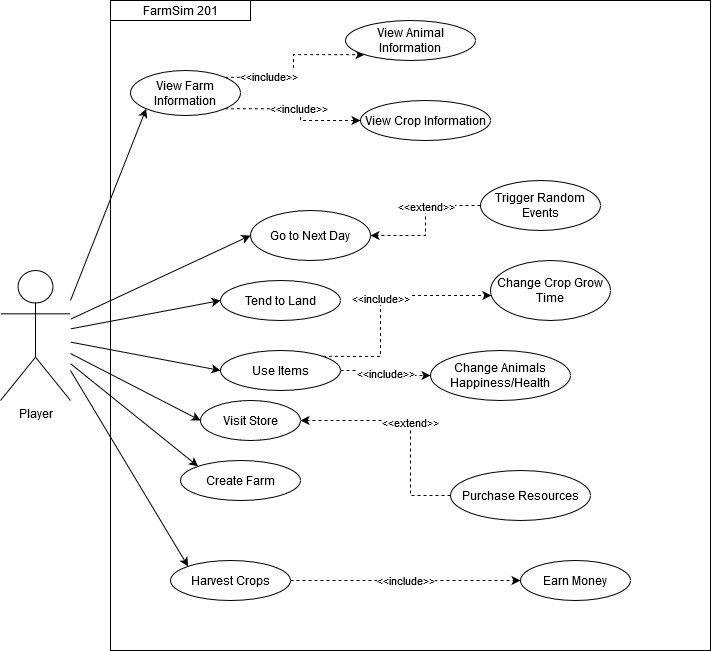 FarmSim 201
View Animal
Information
<<include>>
View Farm
Information
<<include>>
View Crop Information
Trigger Random
Events
<<extend>>
Go to Next Day
Change Crop Grow
Time
<<include>>
Tend to Land
Use Items
<<include>>
Change Animals
Happiness/Health
Player
Visit Store
<<extend>>
Create Farm
Purchase Resources
Harvest Crops
<<include>>
Earn Money